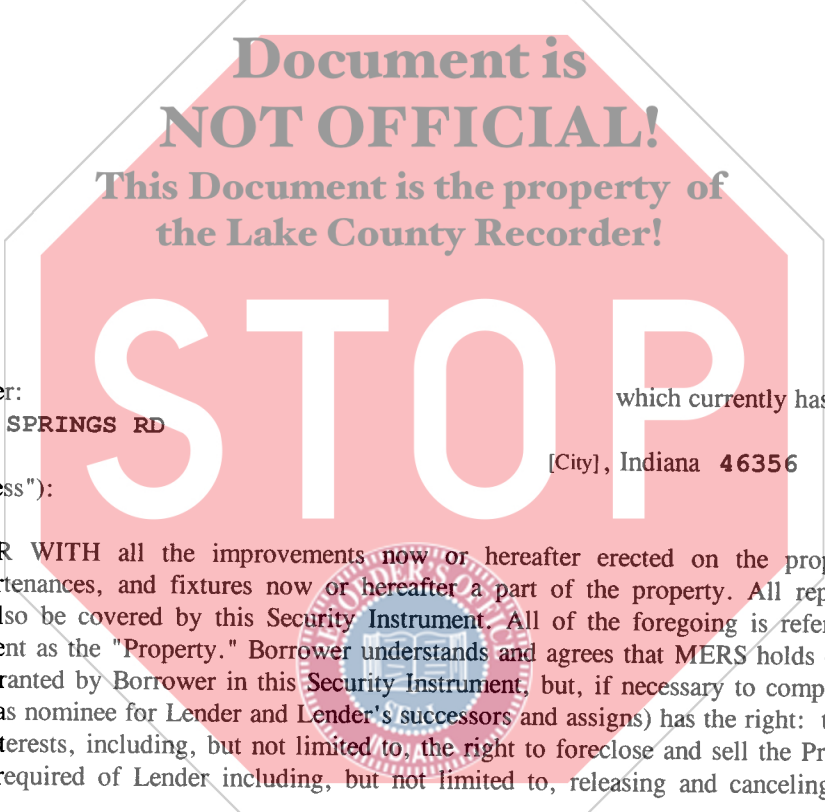 Document is
NOT OFFICIAL!
This Document is the property of
the Lake County Recorder!
STOP
er:
which currently has
SPRINGS RD
[City], Indiana 46356
ess"):
R WITH all the improvements now or hereafter erected on the prop
rtenances, and fixtures now or hereafter a part of the property. All rep
lso be covered by this Security Instrument. All of the foregoing is refer
ent as the "Property." Borrower understands and agrees that MERS holds
ranted by Borrower in this Security Instrument, but, if necessary to comp
as nominee for Lender and Lender's successors and assigns) has the right: t
terests, including, but not limited to, the right to foreclose and sell the Pr
required of Lender including, but not limited to, releasing and canceling